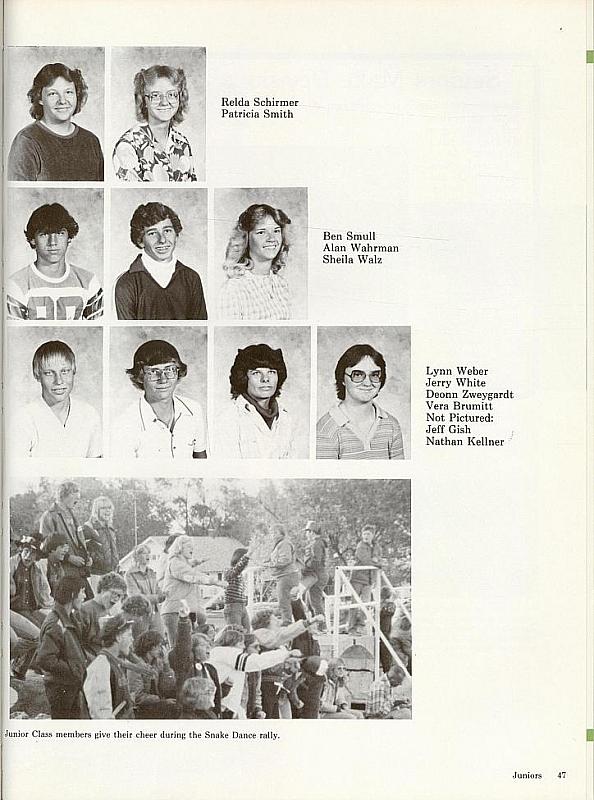 Relda Schirmer
Patricia Smith
Ben Smull
Alan Wahrman
Sheila Walz
Lynn Weber
Jerry White
Deonn Zweygardt
Vera Brumitt
Not Pictured:
Jeff Gish
Nathan Kellner
Junior Class members give their cheer during the Snake Dance rally.
Juniors 47